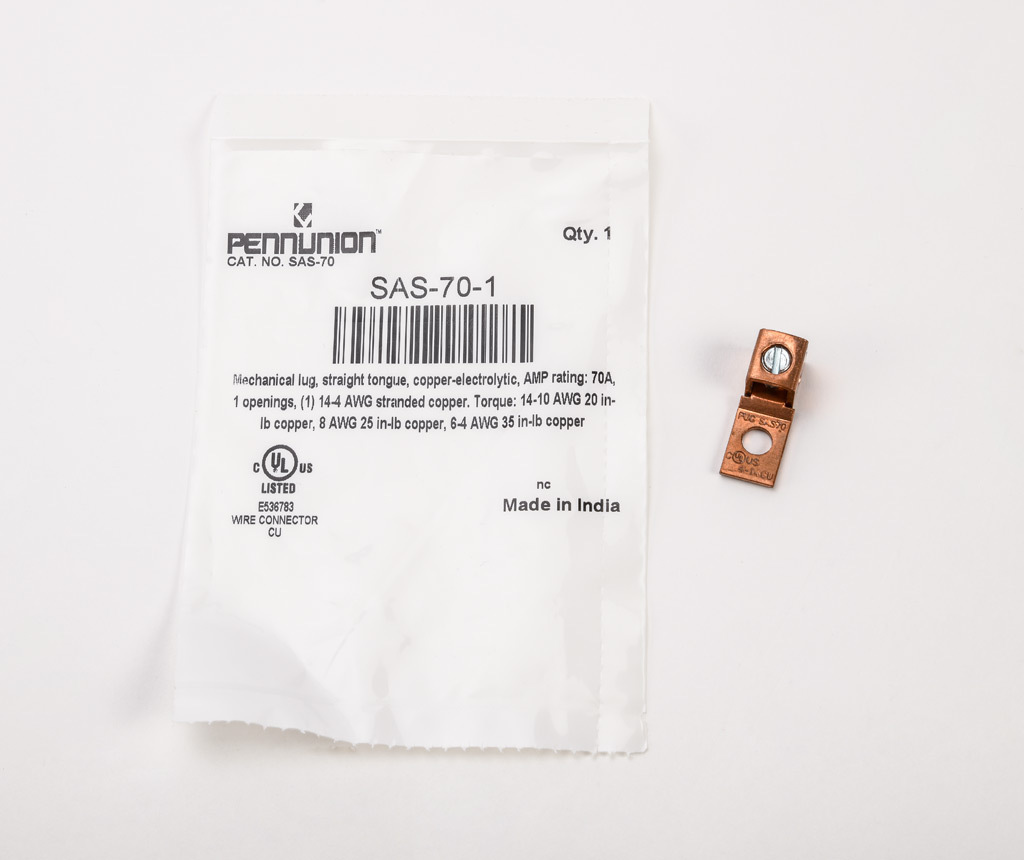 PENNUNION™
CAT. NO. SAS-70
Qty. 1
SAS-70-1
Mechanical lug, straight tongue, copper-electrolytic, AMP rating: 70A,
1 openings, (1) 14-4 AWG stranded copper. Torque: 14-10 AWG 20 in-
lb copper, 8 AWG 25 in-lb copper, 6-4 AWG 35 in-lb copper
C UL US
LISTED
E536783
WIRE CONNECTOR
CU
nc
Made in India
SAS70
C UL US